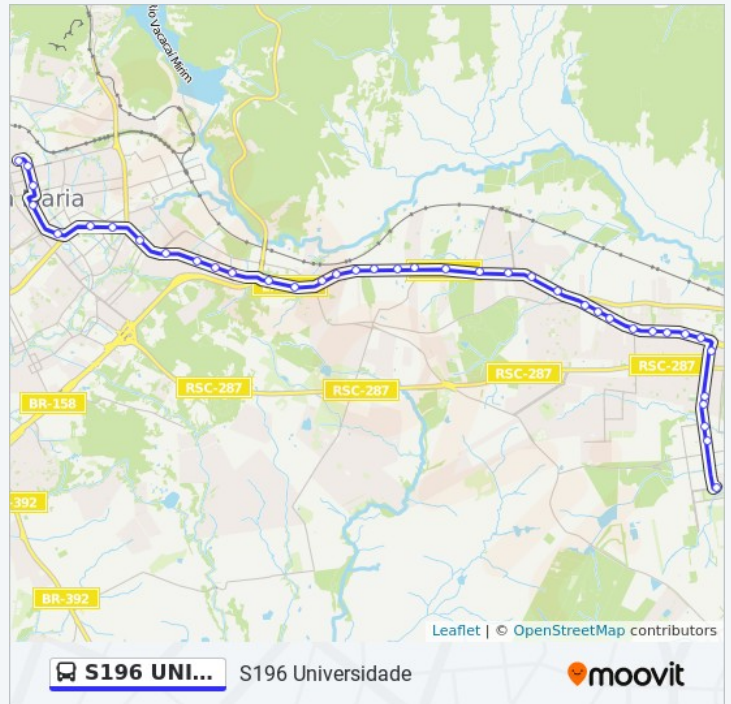 Rio Vacacaí Mirim
a Maria
RSC-287
RSC-287
RSC-287
RSC-287
BR-158
-392
BR-392
Leaflet | © OpenStreetMap contributors
S196 UNI... S196 Universidade
moovit